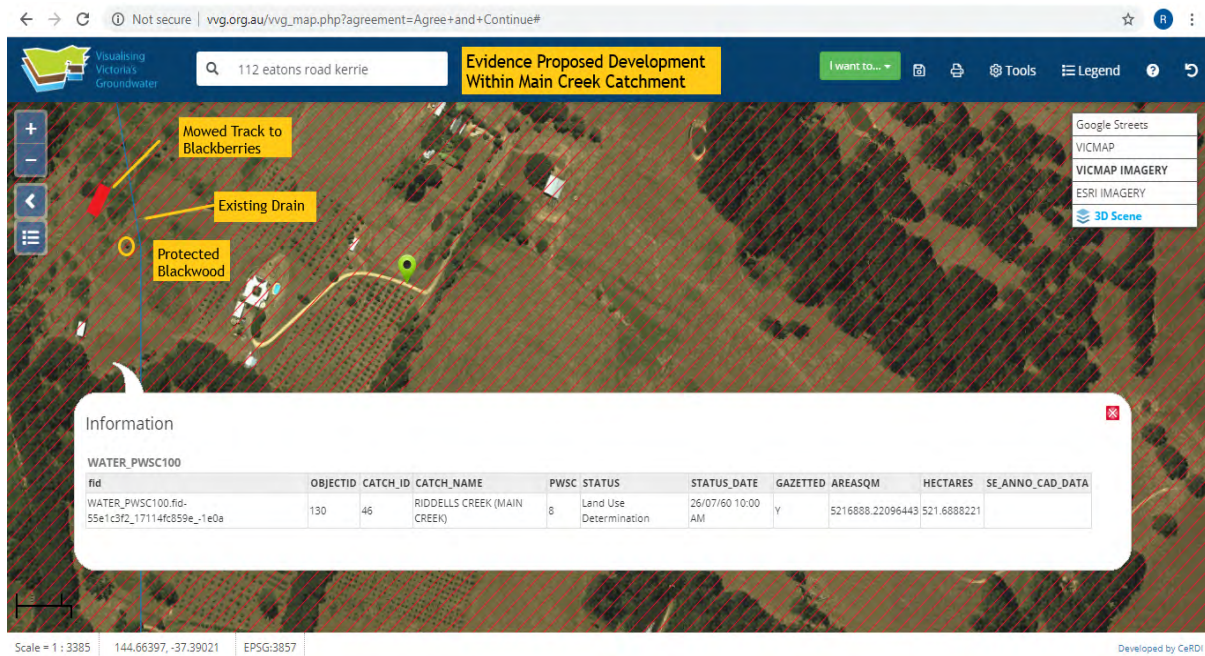 Not secure | vvg.org.au/vvg_map.php?agreement=Agree+and+Continue#
R
Visualising
Victoria's
Groundwater
112 eatons road kerrie
Evidence Proposed Development
Within Main Creek Catchment
I want to...
Tools
Legend
?
+
−
Mowed Track to
Blackberries
Existing Drain
Protected
Blackwood
Google Streets
VICMAP
VICMAP IMAGERY
ESRI IMAGERY
3D Scene
Information
WATER_PWSC100
fid OBJECTID CATCH_ID CATCH_NAME PWSC STATUS STATUS_DATE GAZETTED AREASQM HECTARES SE_ANNO_CAD_DATA
WATER_PWSC100.fid- RIDDELLS CREEK (MAIN Land Use 26/07/60 10:00
55e1c3f2_17114fc859e_-1e0a 130 46 CREEK) 8 Determination AM Y 5216888.22096443 521.6888221
Scale = 1 : 3385 144.66397, -37.39021 EPSG:3857 Developed by CeRDI